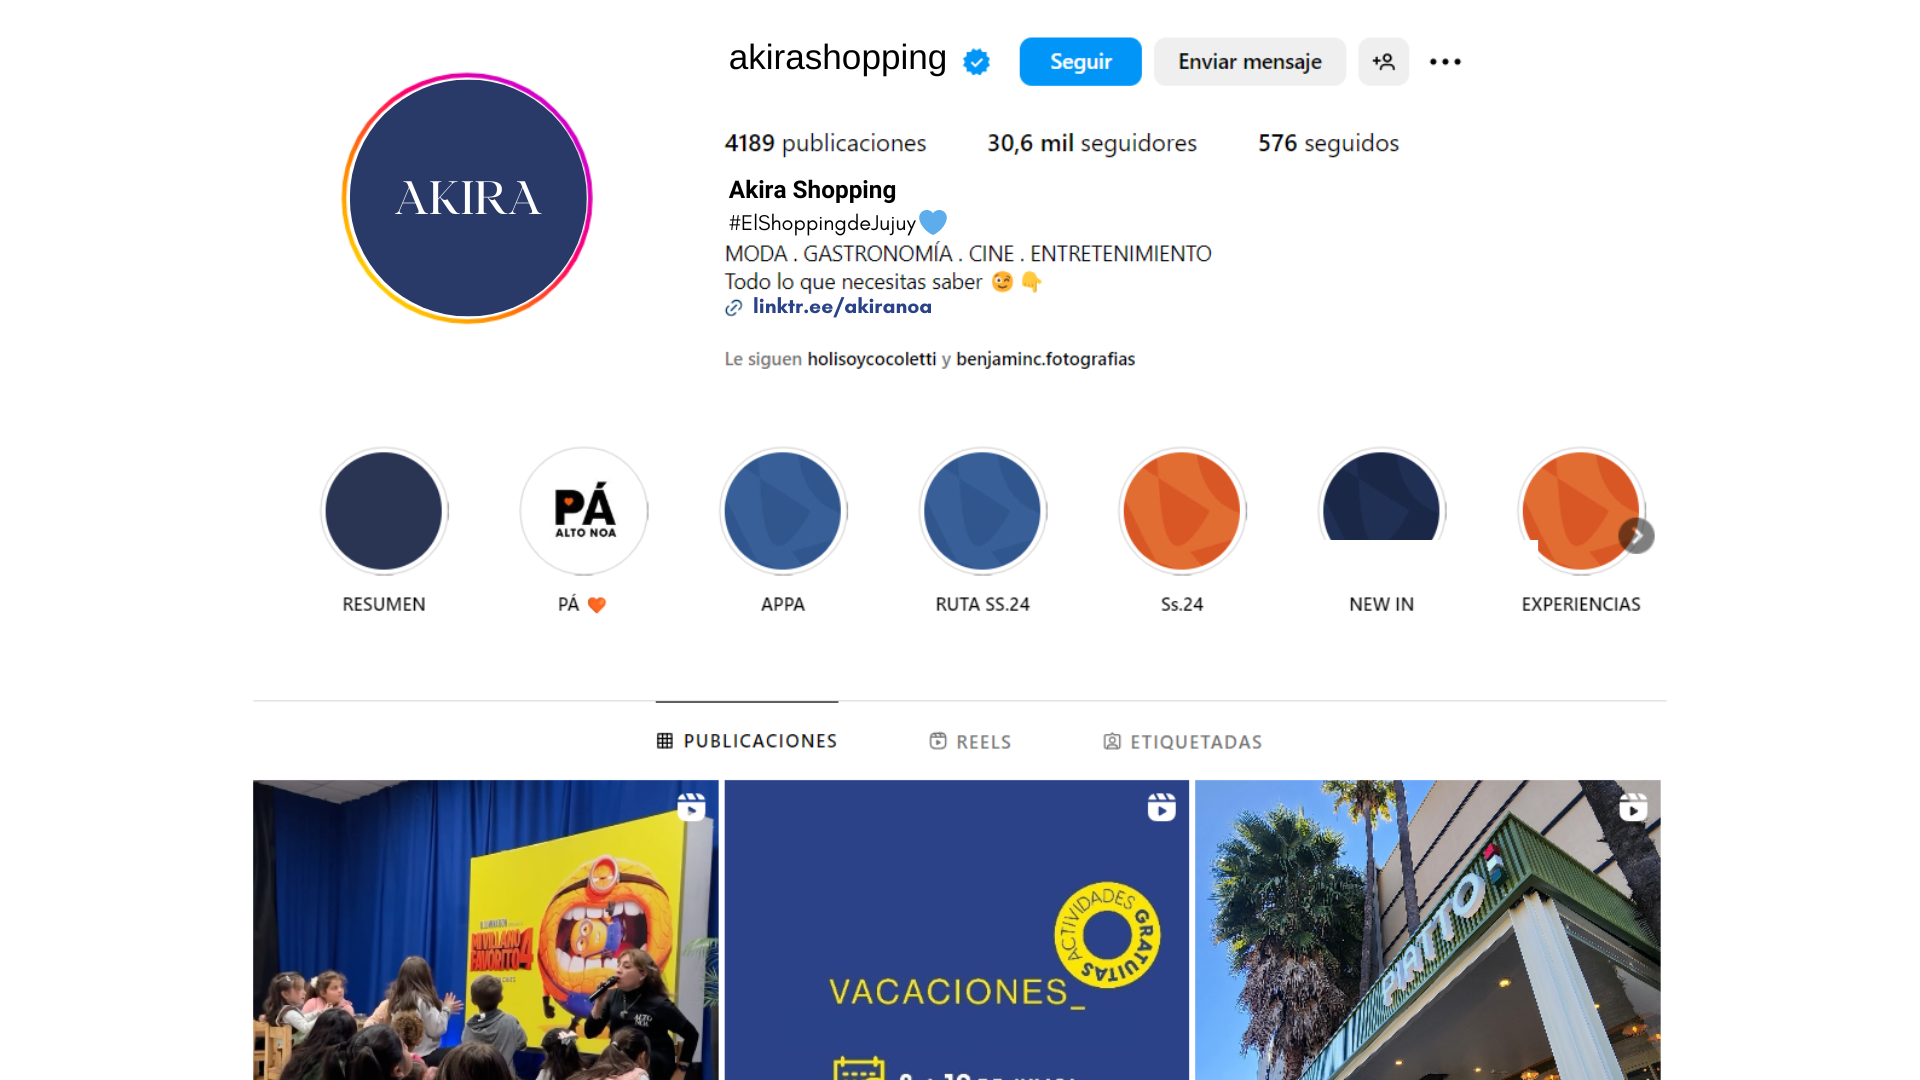 akirashopping
Seguir
Enviar mensaje
AKIRA
4189 publicaciones
30,6 mil seguidores
576 seguidos
Akira Shopping
#ElShoppingdeJujuy
MODA . GASTRONOMÍA . CINE . ENTRETENIMIENTO
Todo lo que necesitas saber 😉 👇
linktr.ee/akiranoa
Le siguen holisoycocoletti y benjaminc.fotografias
PÁ
ALTO NOA
RESUMEN
PÁ 🧡
APPA
RUTA SS.24
Ss.24
NEW IN
EXPERIENCIAS
PUBLICACIONES
REELS
ETIQUETADAS
MI VILLANO
FAVORITO 4
ALTO
NOA
ACTIVIDADES GRATUITAS
VACACIONES_
PIATTO